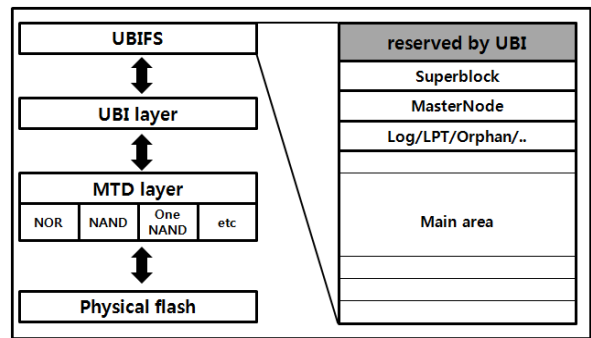 UBIFS
UBI layer
MTD layer
NOR
NAND
One
NAND
etc
Physical flash
reserved by UBI
Superblock
MasterNode
Log/LPT/Orphan/..
Main area